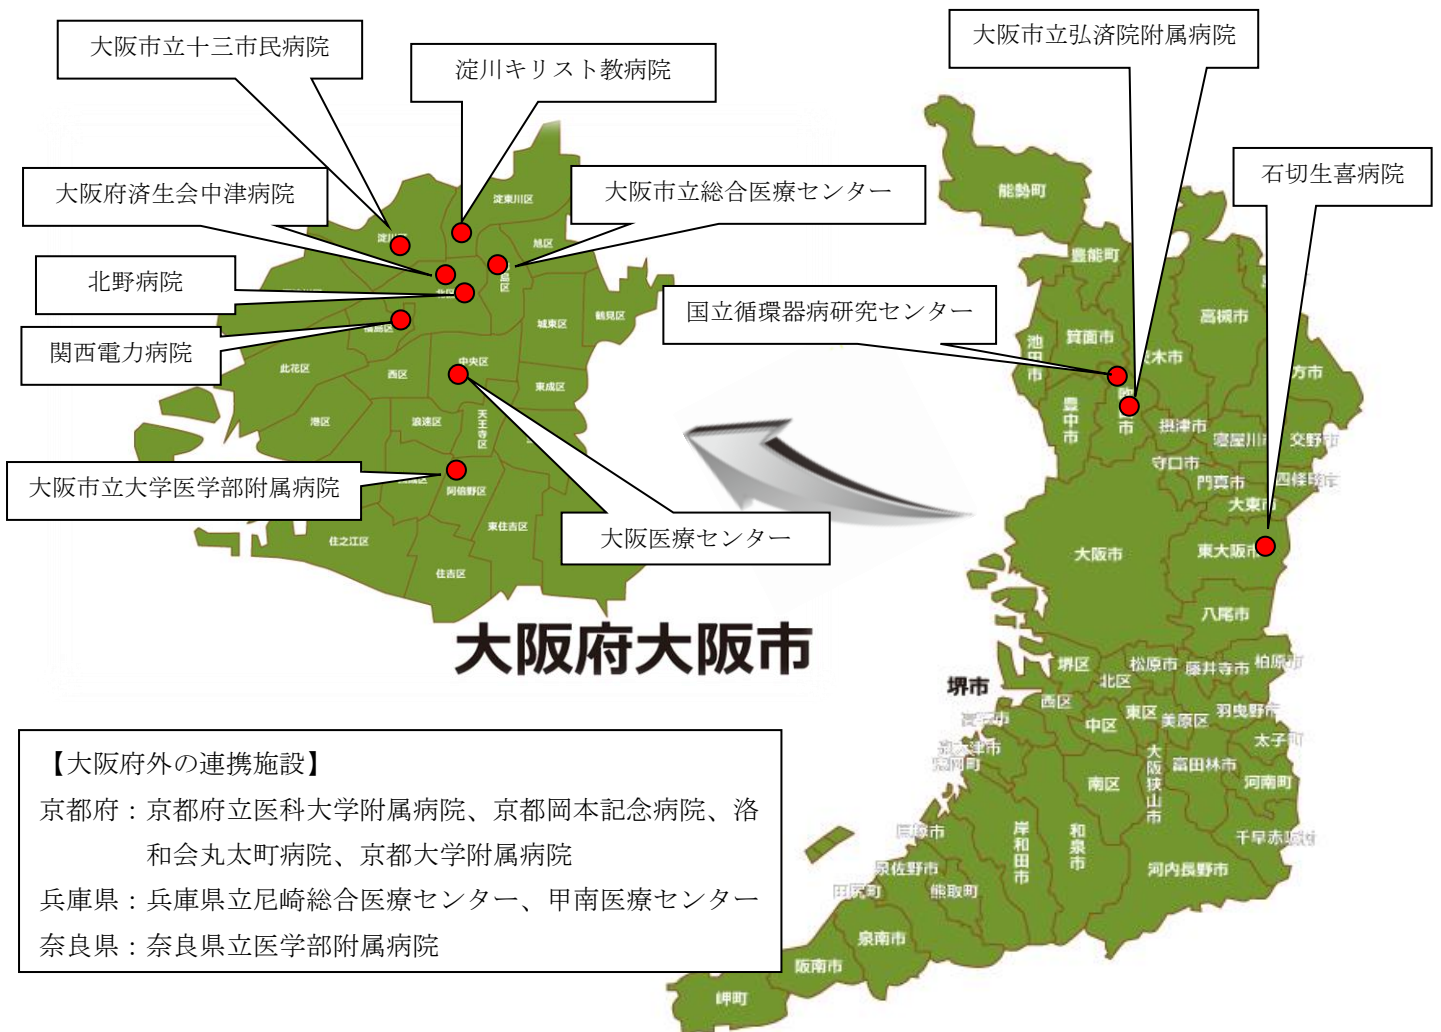 大阪市立十三市民病院
淀川キリスト教病院
大阪市立弘済院附属病院
石切生喜病院
大阪府済生会中津病院
大阪市立総合医療センター
北野病院
国立循環器病研究センター
関西電力病院
大阪市立大学医学部附属病院
大阪医療センター
淀東川区
旭区
城東区
鶴見区
此花区
西区
中央区
東成区
港区
浪速区
天王寺区
阿倍野区
東住吉区
住之江区
住吉区
大阪府大阪市
能勢町
豊能町
高槻市
池田市
箕面市
木市
方市
豊中市
摂津市
寝屋川市
交野市
守口市
門真市
四條畷市
大東市
大阪市
東大阪市
八尾市
堺市
堺区
北区
松原市
藤井寺市
柏原市
西区
中区
東区
美原区
羽曳野市
太子町
富田林市
大阪狭山市
南区
河南町
千早赤阪村
岸和田市
和泉市
河内長野市
泉佐野市
田尻町
熊取町
泉南市
阪南市
岬町
【大阪府外の連携施設】
京都府：京都府立医科大学附属病院、京都岡本記念病院、洛
和会丸太町病院、京都大学附属病院
兵庫県：兵庫県立尼崎総合医療センター、甲南医療センター
奈良県：奈良県立医学部附属病院